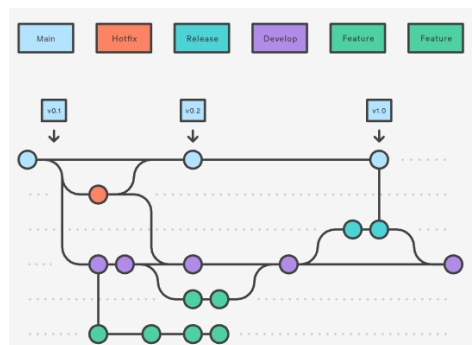 Main
Hotfix
Release
Develop
Feature
Feature
v0.1
v0.2
v1.0